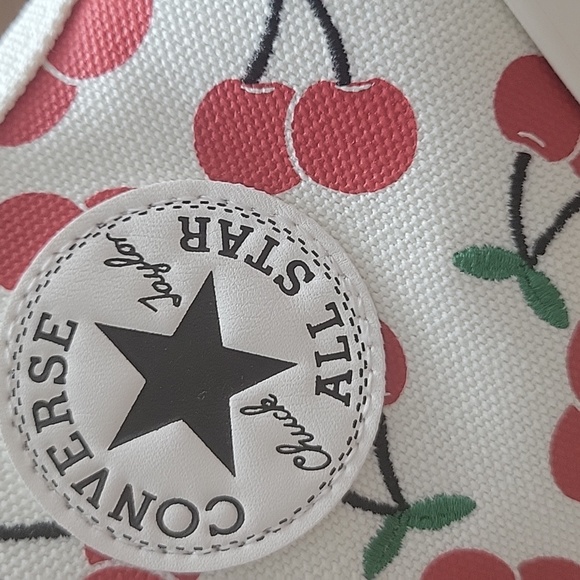 CONVERSE
ALL STAR
Chuck
Taylor